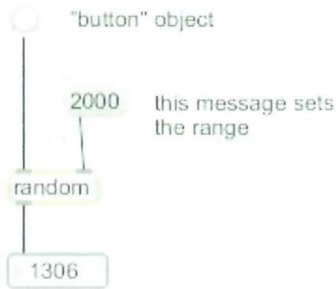 "button" object
2000
this message sets
the range
random
1306